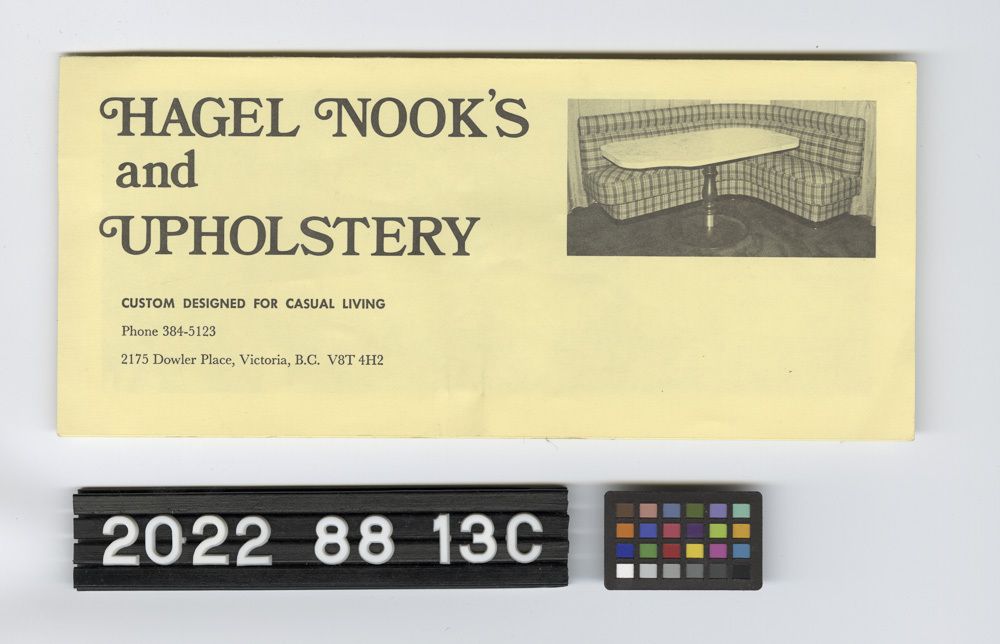 HAGEL NOOK'S
and
UPHOLSTERY
CUSTOM DESIGNED FOR CASUAL LIVING
Phone 384-5123
2175 Dowler Place, Victoria, B.C. V8T 4H2
2022 88 13C